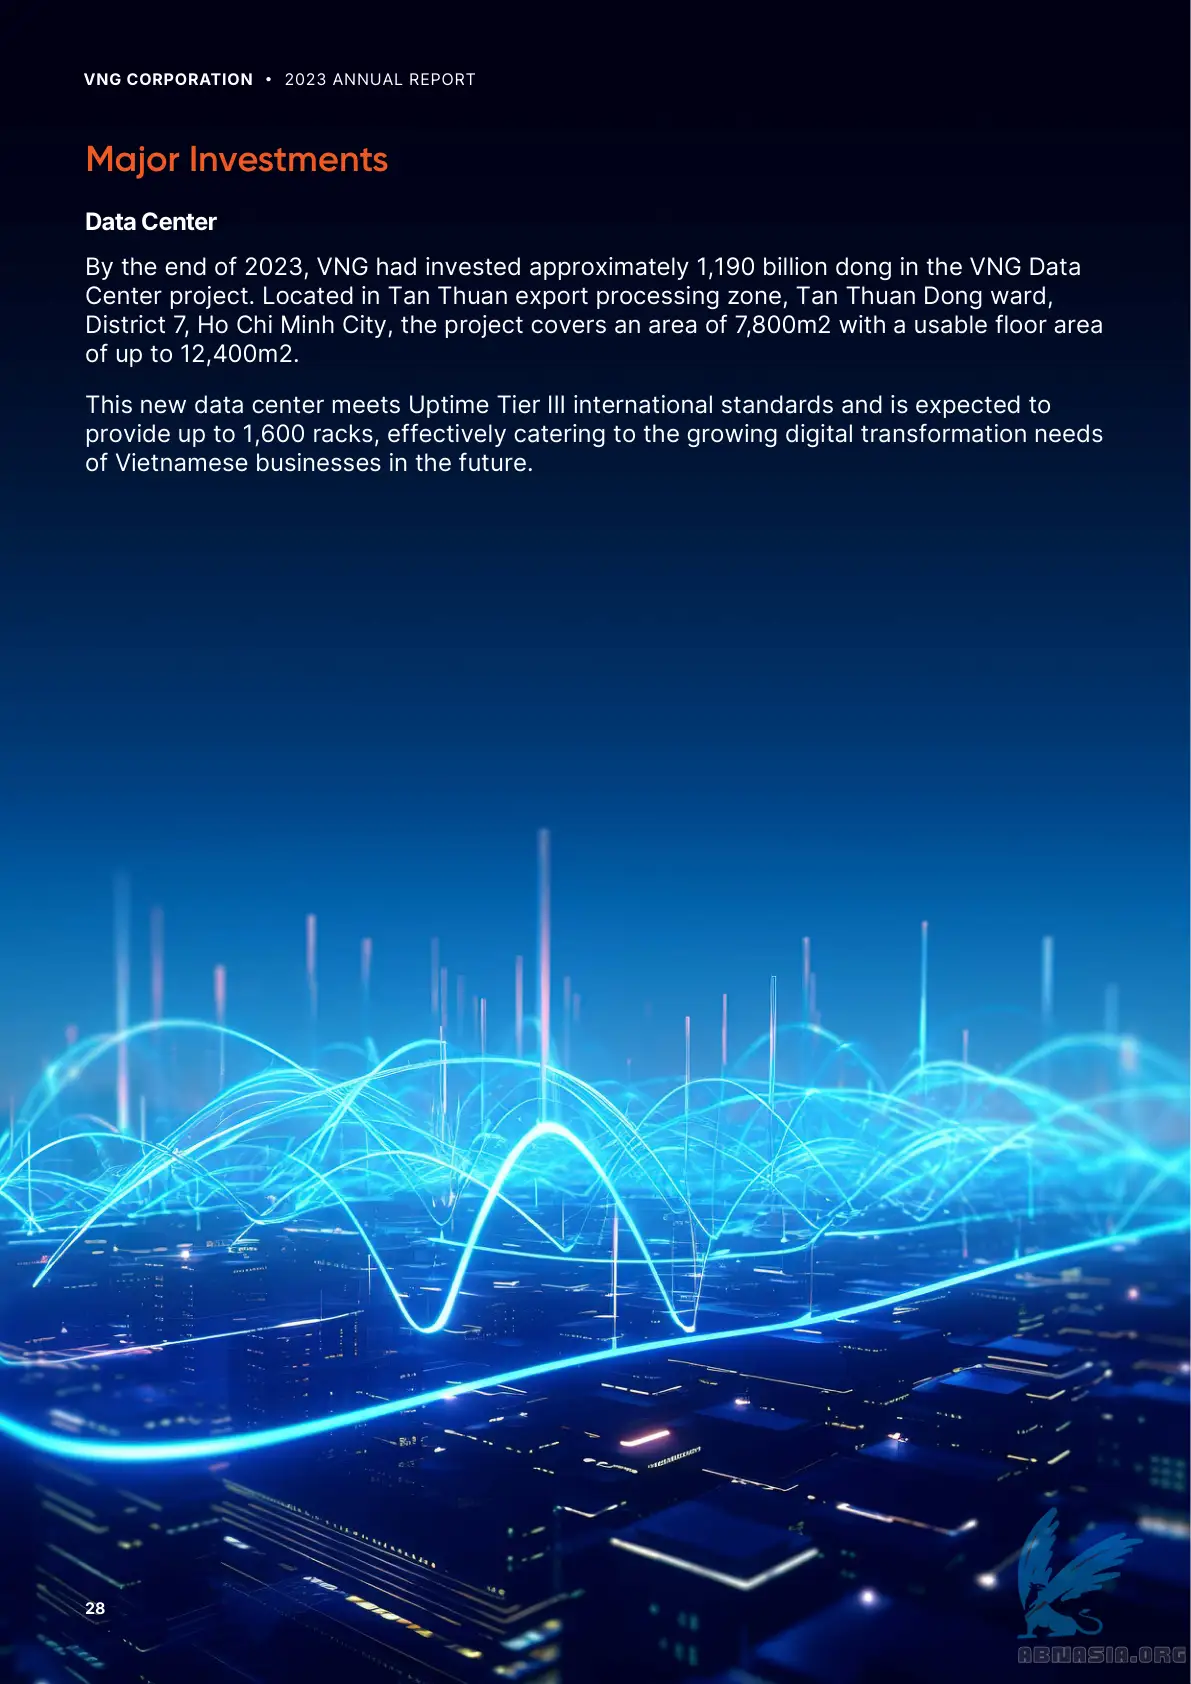 VNG CORPORATION • 2023 ANNUAL REPORT
Major Investments
Data Center
By the end of 2023, VNG had invested approximately 1,190 billion dong in the VNG Data
Center project. Located in Tan Thuan export processing zone, Tan Thuan Dong ward,
District 7, Ho Chi Minh City, the project covers an area of 7,800m2 with a usable floor area
of up to 12,400m2.
This new data center meets Uptime Tier III international standards and is expected to
provide up to 1,600 racks, effectively catering to the growing digital transformation needs
of Vietnamese businesses in the future.
28
ABNASIA.ORG